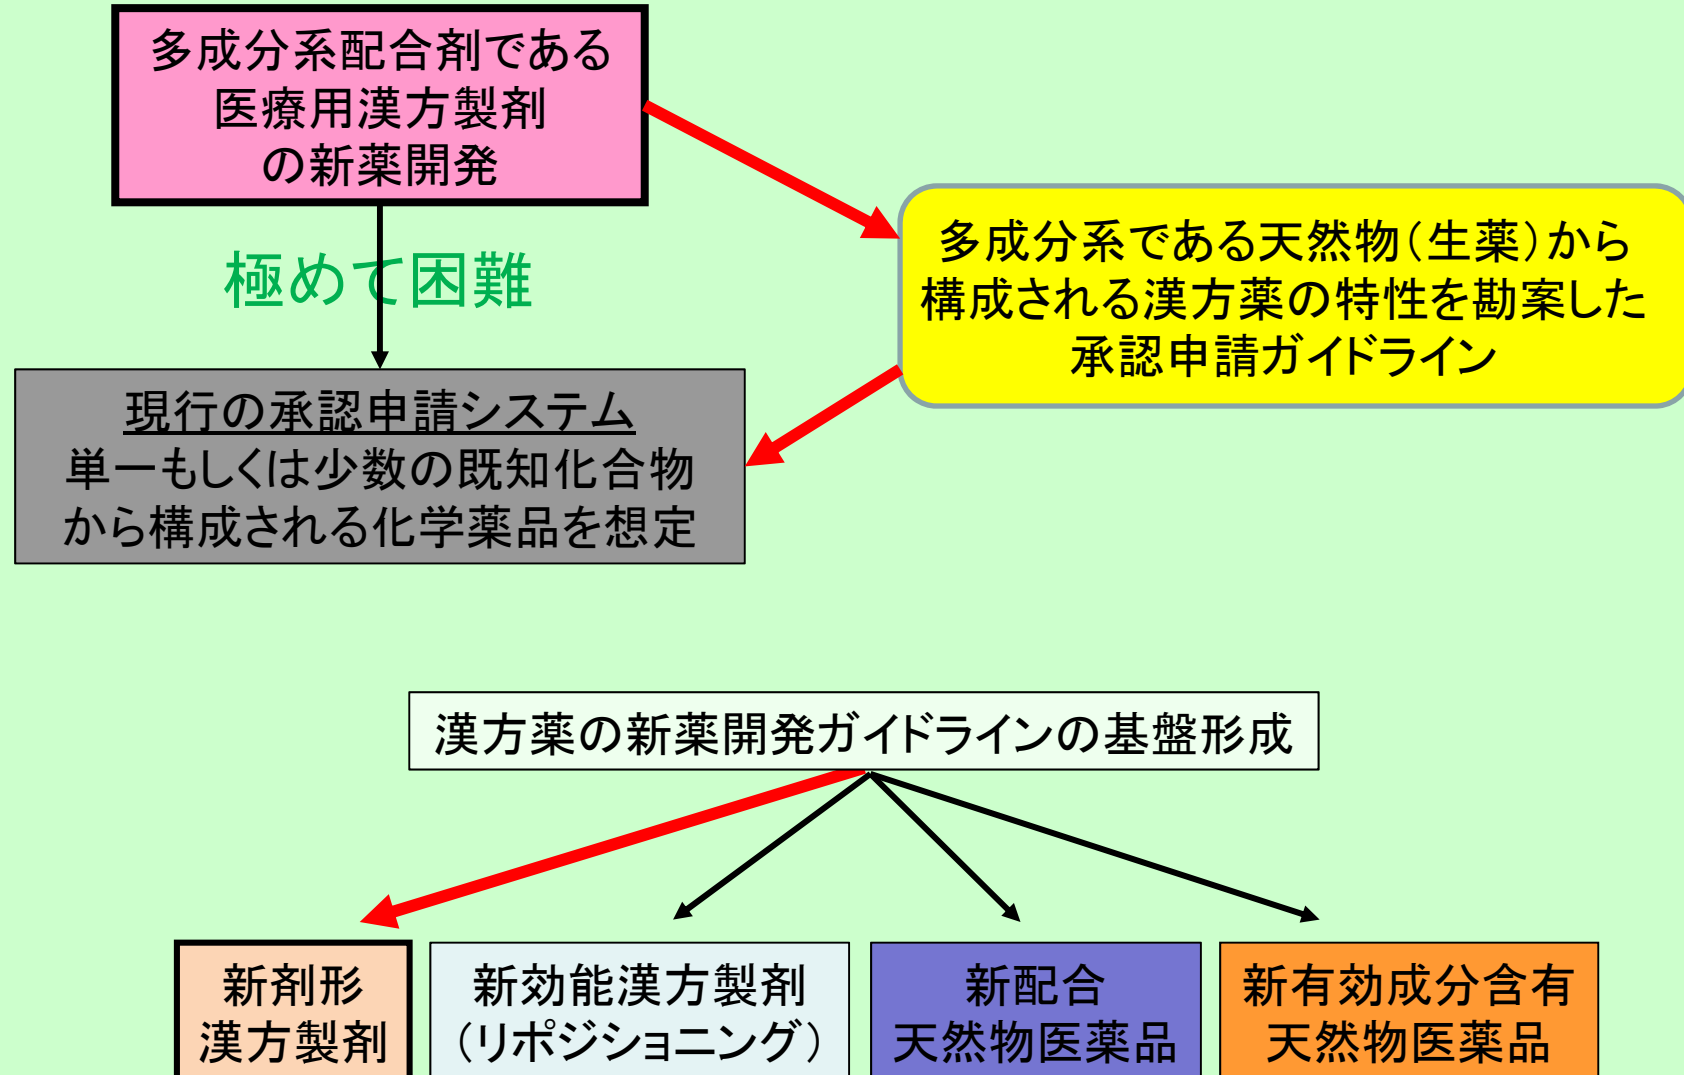 多成分系配合剤である
医療用漢方製剤
の新薬開発
極めて困難
多成分系である天然物（生薬）から
構成される漢方薬の特性を勘案した
承認申請ガイドライン
現行の承認申請システム
単一もしくは少数の既知化合物
から構成される化学薬品を想定
漢方薬の新薬開発ガイドラインの基盤形成
新剤形
漢方製剤
新効能漢方製剤
（リポジショニング）
新配合
天然物医薬品
新有効成分含有
天然物医薬品